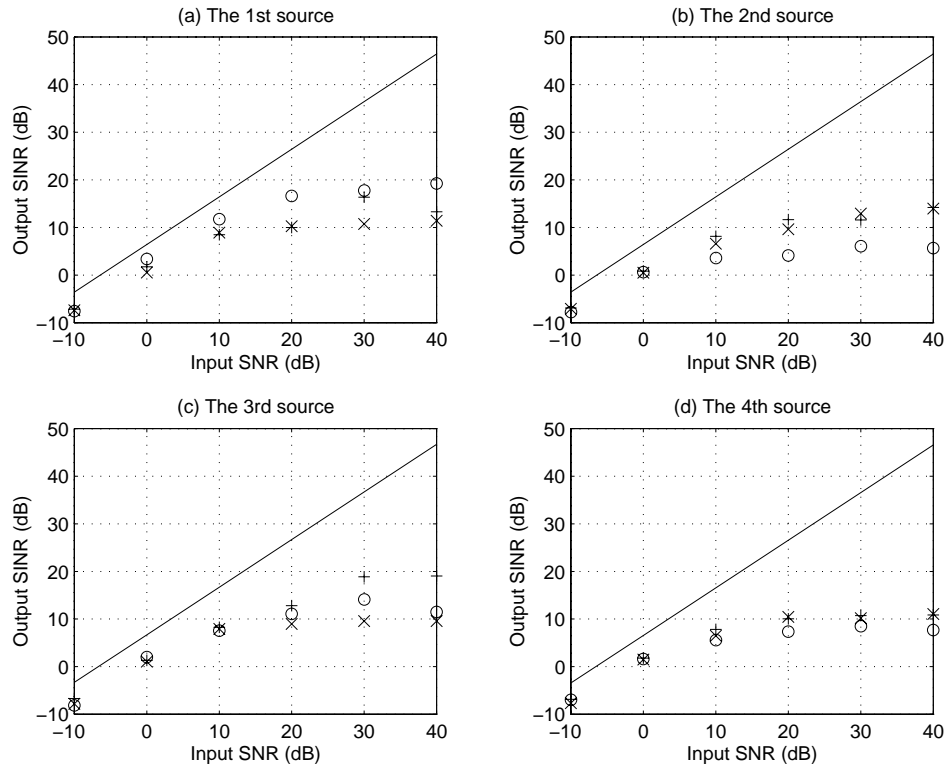 (a) The 1st source
50
40
30
20
10
0
−10
−10 0 10 20 30 40
Output SINR (dB)
Input SNR (dB)
(b) The 2nd source
50
40
30
20
10
0
−10
−10 0 10 20 30 40
Output SINR (dB)
Input SNR (dB)
(c) The 3rd source
50
40
30
20
10
0
−10
−10 0 10 20 30 40
Output SINR (dB)
Input SNR (dB)
(d) The 4th source
50
40
30
20
10
0
−10
−10 0 10 20 30 40
Output SINR (dB)
Input SNR (dB)